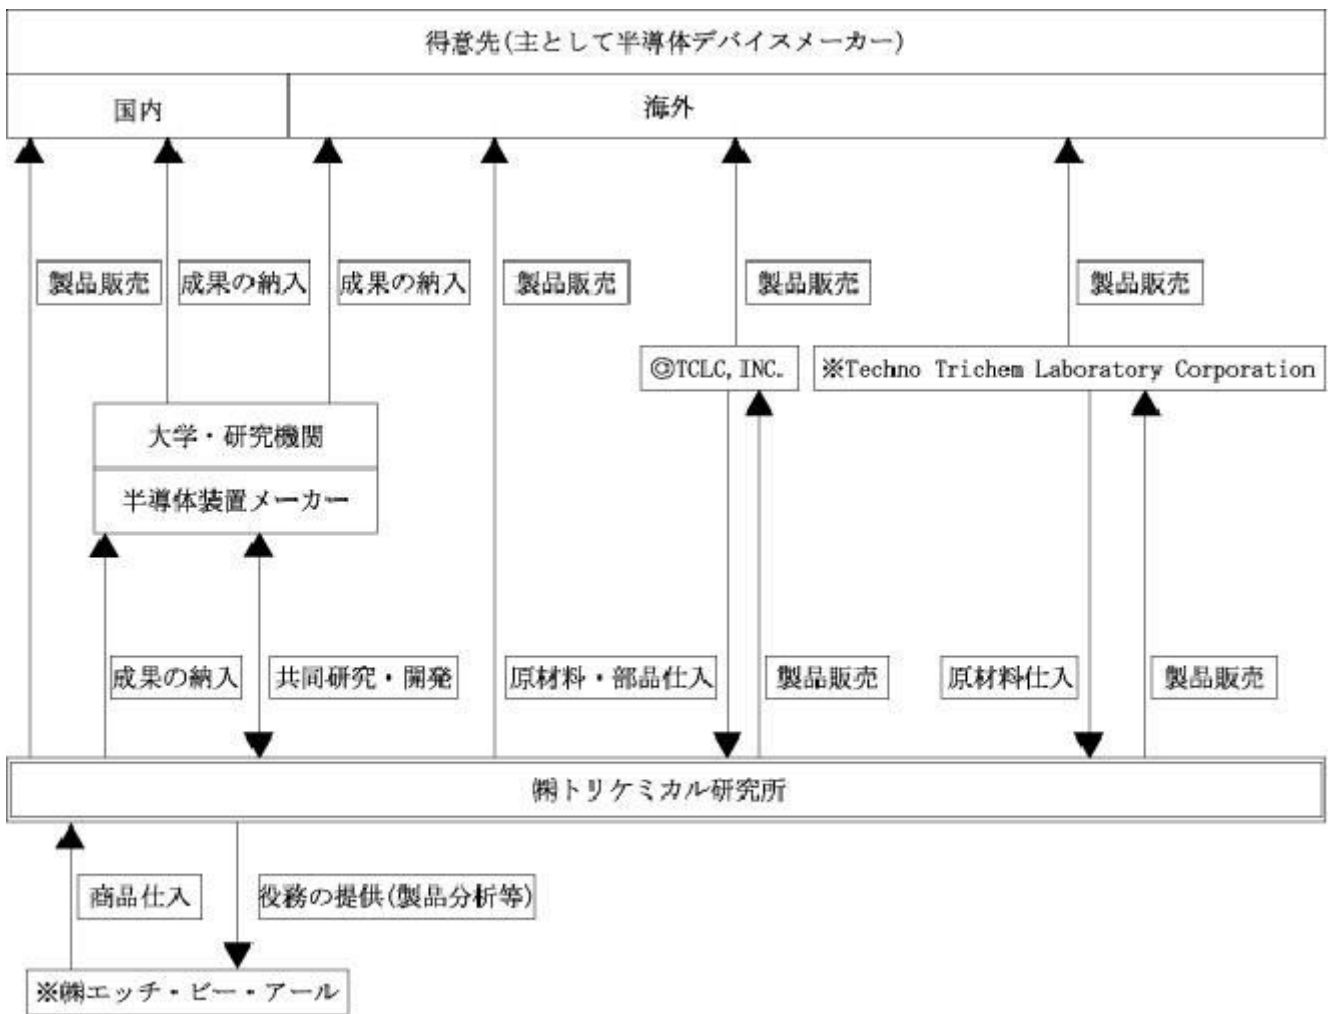 得意先(主として半導体デバイスメーカー)
国内
海外
製品販売
成果の納入
成果の納入
製品販売
製品販売
製品販売
◎TCLC, INC.
※Techno Trichem Laboratory Corporation
大学・研究機関
半導体装置メーカー
成果の納入
共同研究・開発
原材料・部品仕入
製品販売
原材料仕入
製品販売
㈱トリケミカル研究所
商品仕入
役務の提供(製品分析等)
※㈱エッチ・ビー・アール